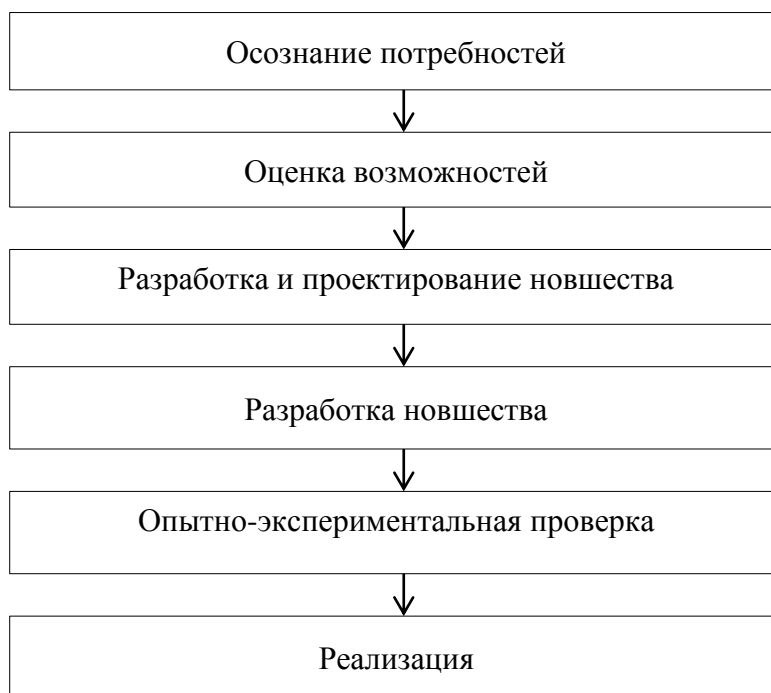 Осознание потребностей
Оценка возможностей
Разработка и проектирование новшества
Разработка новшества
Опытно-экспериментальная проверка
Реализация